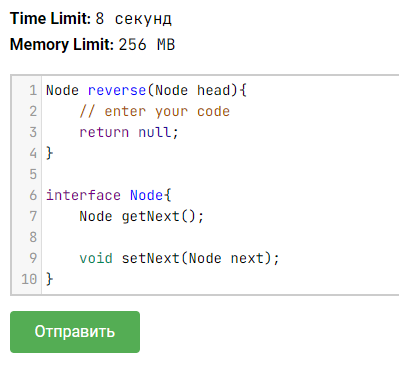 Time Limit: 8 секунд
Memory Limit: 256 MB
1 Node reverse(Node head){
2     // enter your code
3     return null;
4 }
5
6 interface Node{
7     Node getNext();
8
9     void setNext(Node next);
10 }
Отправить